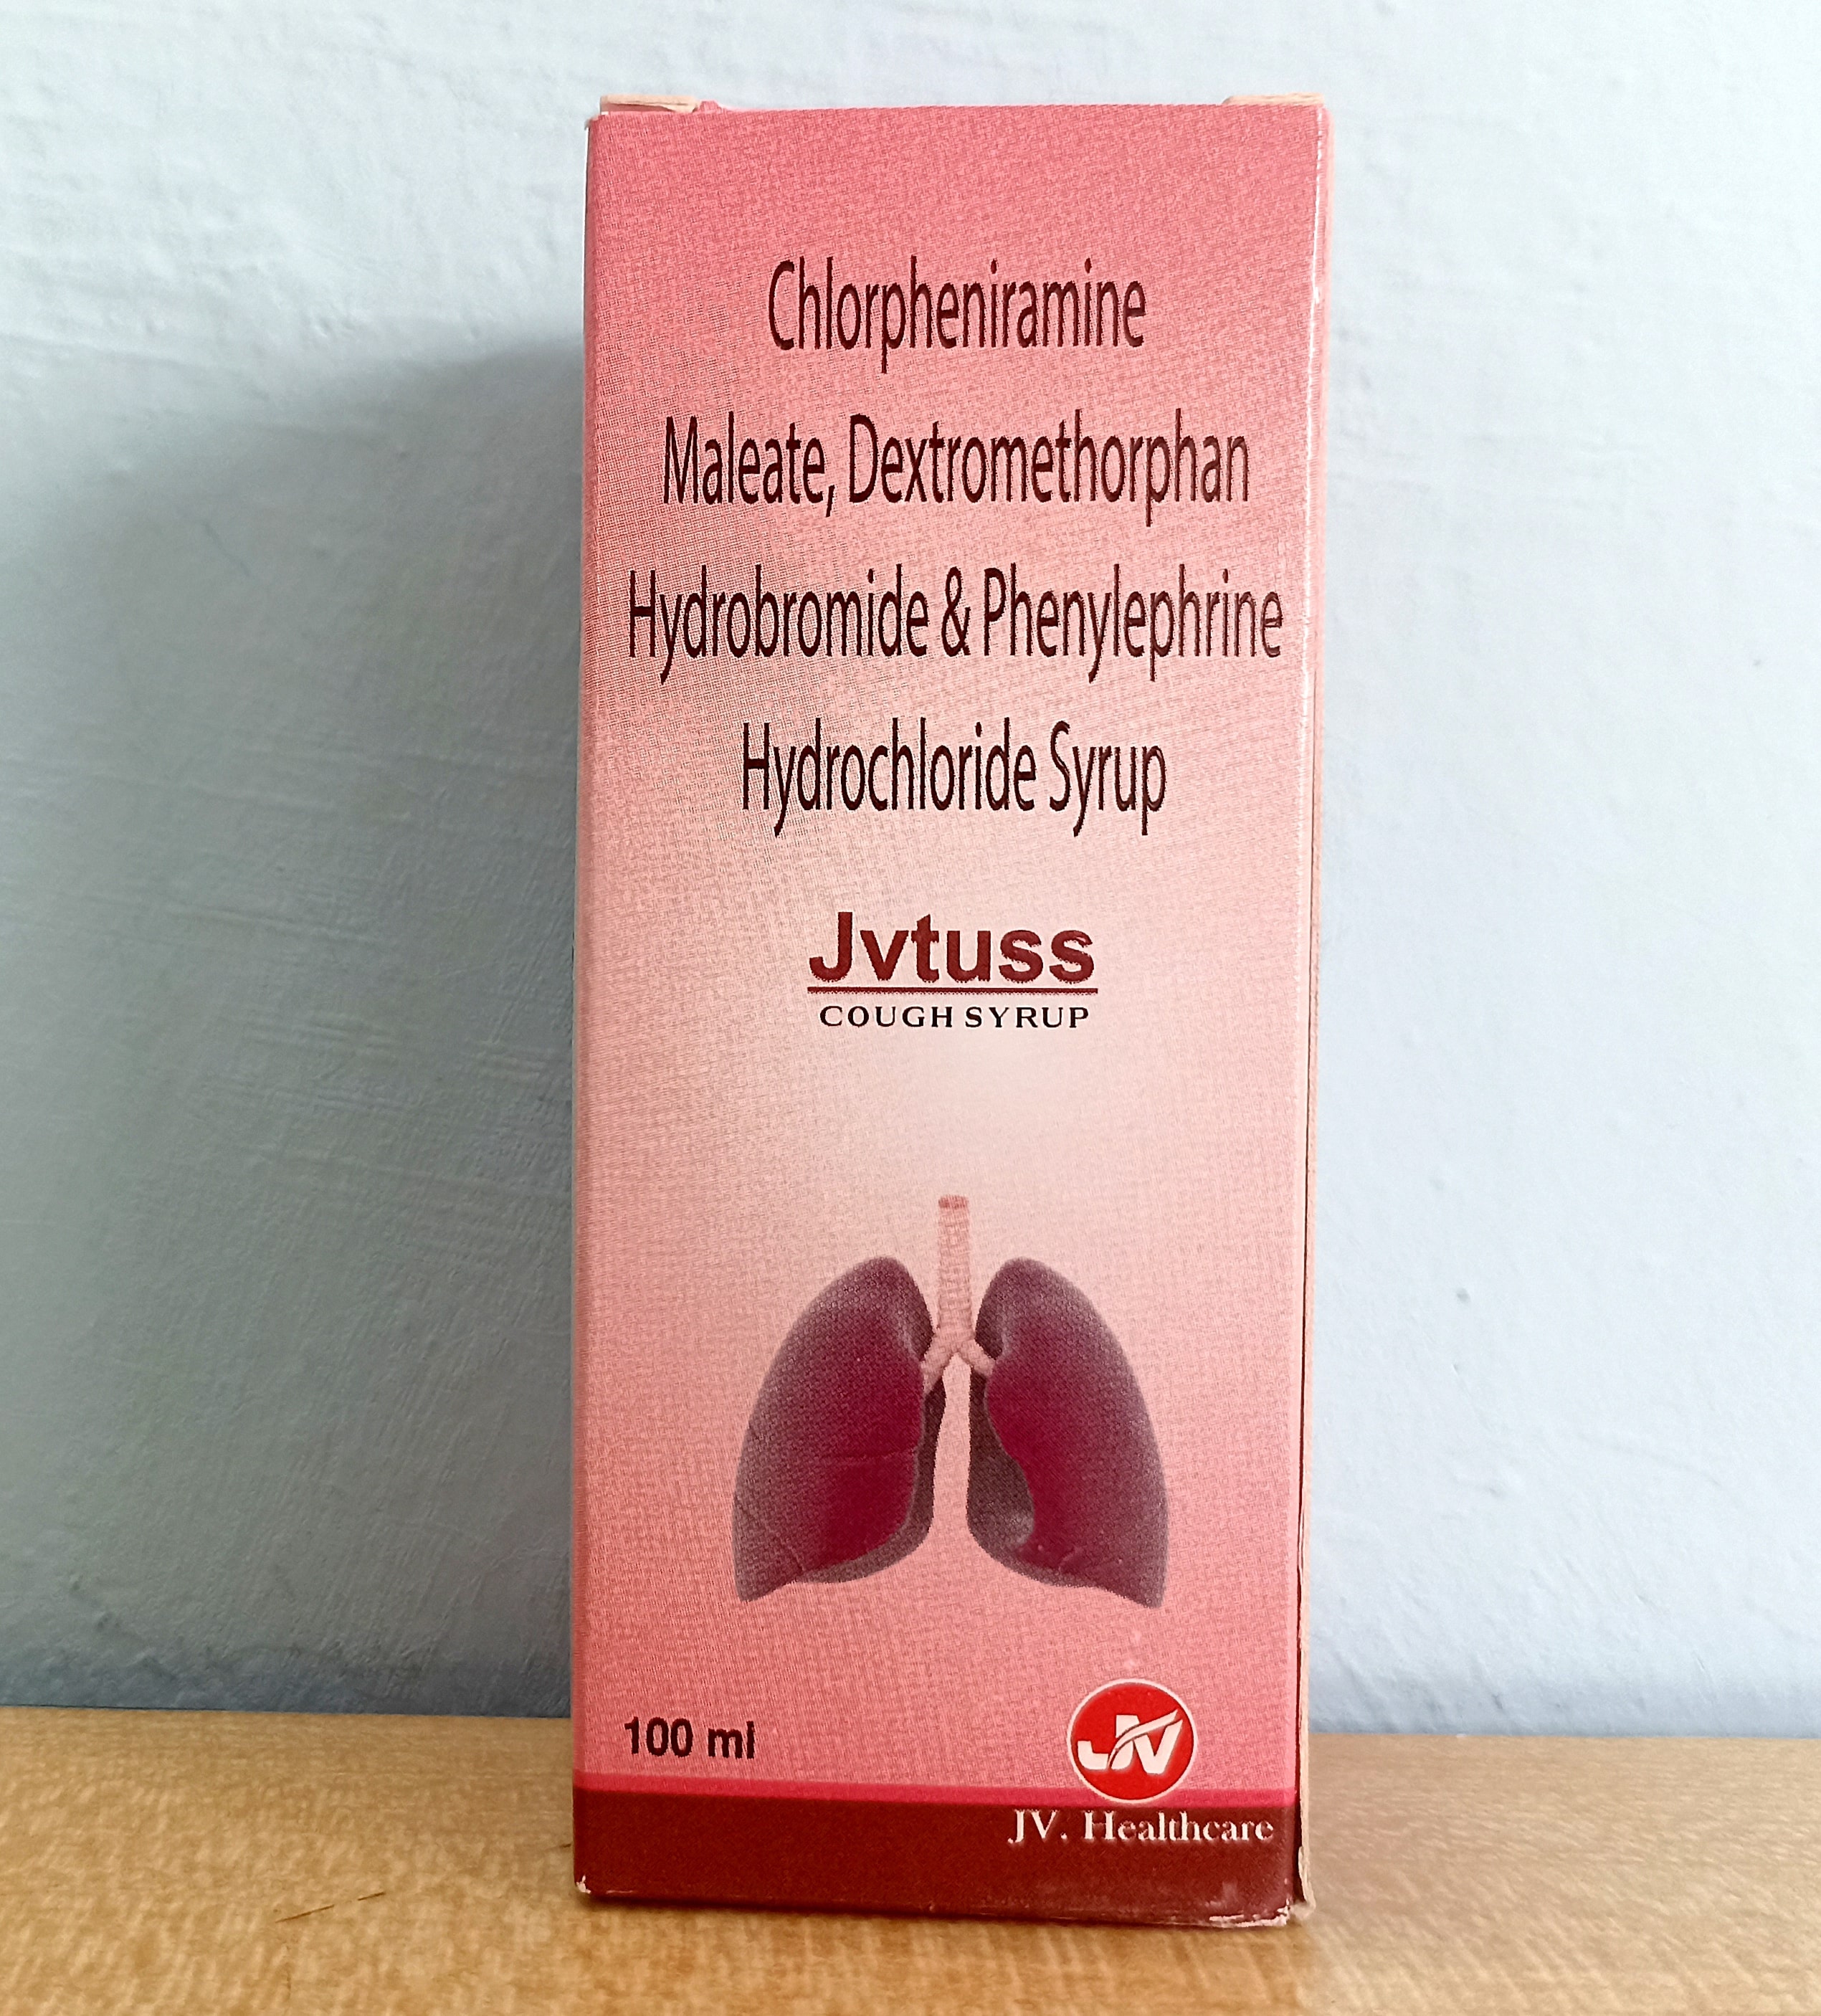 Chlorpheniramine
Maleate, Dextromethorphan
Hydrobromide & Phenylephrine
Hydrochloride Syrup
Jvtuss
COUGH SYRUP
100 ml
JV
JV. Healthcare